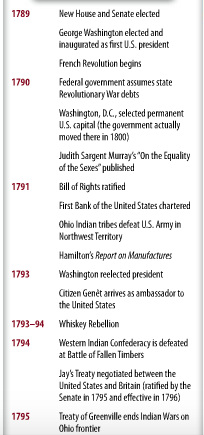 1789 New House and Senate elected
George Washington elected and
inaugurated as first U.S. president
French Revolution begins
1790 Federal government assumes state
Revolutionary War debts
Washington, D.C., selected permanent
U.S. capital (the government actually
moved there in 1800)
Judith Sargent Murray's "On the Equality
of the Sexes" published
1791 Bill of Rights ratified
First Bank of the United States chartered
Ohio Indian tribes defeat U.S. Army in
Northwest Territory
Hamilton's Report on Manufactures
1793 Washington reelected president
Citizen Genêt arrives as ambassador to
the United States
1793–94 Whiskey Rebellion
1794 Western Indian Confederacy is defeated
at Battle of Fallen Timbers
Jay's Treaty negotiated between the
United States and Britain (ratified by the
Senate in 1795 and effective in 1796)
1795 Treaty of Greenville ends Indian Wars on
Ohio frontier